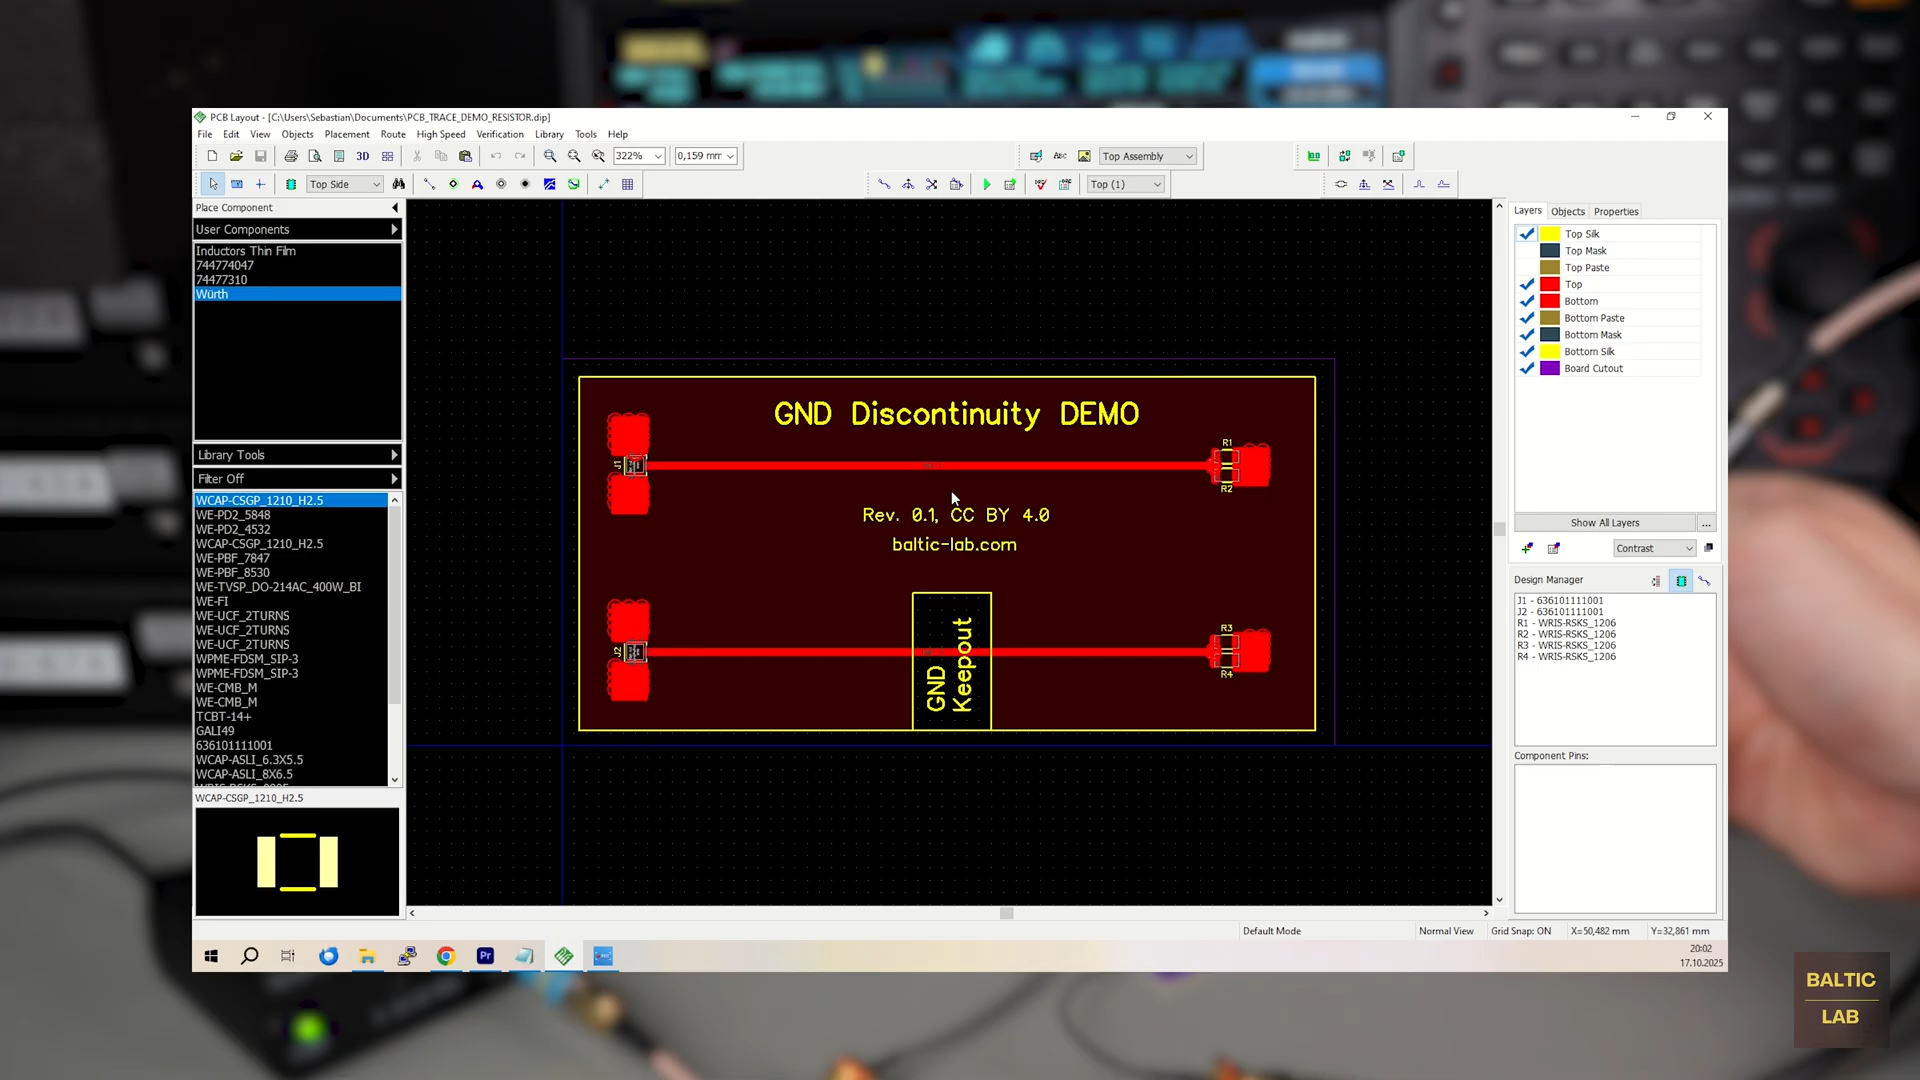 PCB Layout - [C:\Users\Sebastian\Documents\PCB_TRACE_DEMO_RESISTOR.dip]
File Edit View Objects Placement Route High Speed Verification Library Tools Help
3D 322% 0,159 mm Abc Top Assembly
Top Side Top (1)
Place Component
User Components
Inductors Thin Film
744774047
74477310
Würth
Library Tools
Filter Off
WCAP-CSGP_1210_H2.5
WE-PD2_5848
WE-PD2_4532
WCAP-CSGP_1210_H2.5
WE-PBF_7847
WE-PBF_8530
WE-TVSP_DO-214AC_400W_BI
WE-FI
WE-UCF_2TURNS
WE-UCF_2TURNS
WE-UCF_2TURNS
WPME-FDSM_SIP-3
WPME-FDSM_SIP-3
WE-CMB_M
WE-CMB_M
TCBT-14+
GALI49
636101111001
WCAP-ASLI_6.3X5.5
WCAP-ASLI_8X6.5
WCAP-CSGP_1210_H2.5
GND Discontinuity DEMO
J1
R1
R2
Rev. 0.1, CC BY 4.0
baltic-lab.com
J2
GND
Keepout
R3
R4
Layers Objects Properties
Top Silk
Top Mask
Top Paste
Top
Bottom
Bottom Paste
Bottom Mask
Bottom Silk
Board Cutout
Show All Layers ...
Contrast
Design Manager
J1 - 636101111001
J2 - 636101111001
R1 - WRIS-RSKS_1206
R2 - WRIS-RSKS_1206
R3 - WRIS-RSKS_1206
R4 - WRIS-RSKS_1206
Component Pins:
Default Mode Normal View Grid Snap: ON X=50,482 mm Y=32,861 mm
Pr
20:02
17.10.2025
BALTIC
LAB